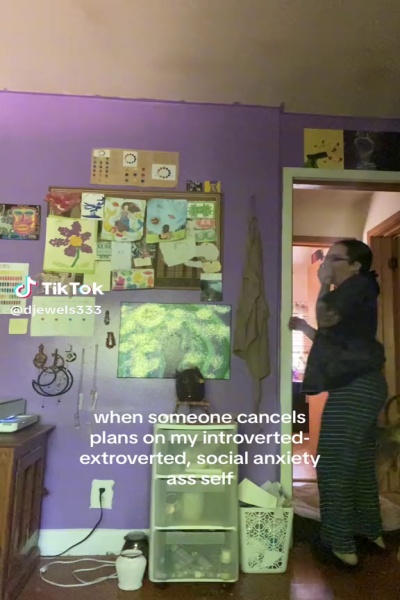 TikTok
@djewels333
when someone cancels
plans on my introverted-
extroverted, social anxiety
ass self